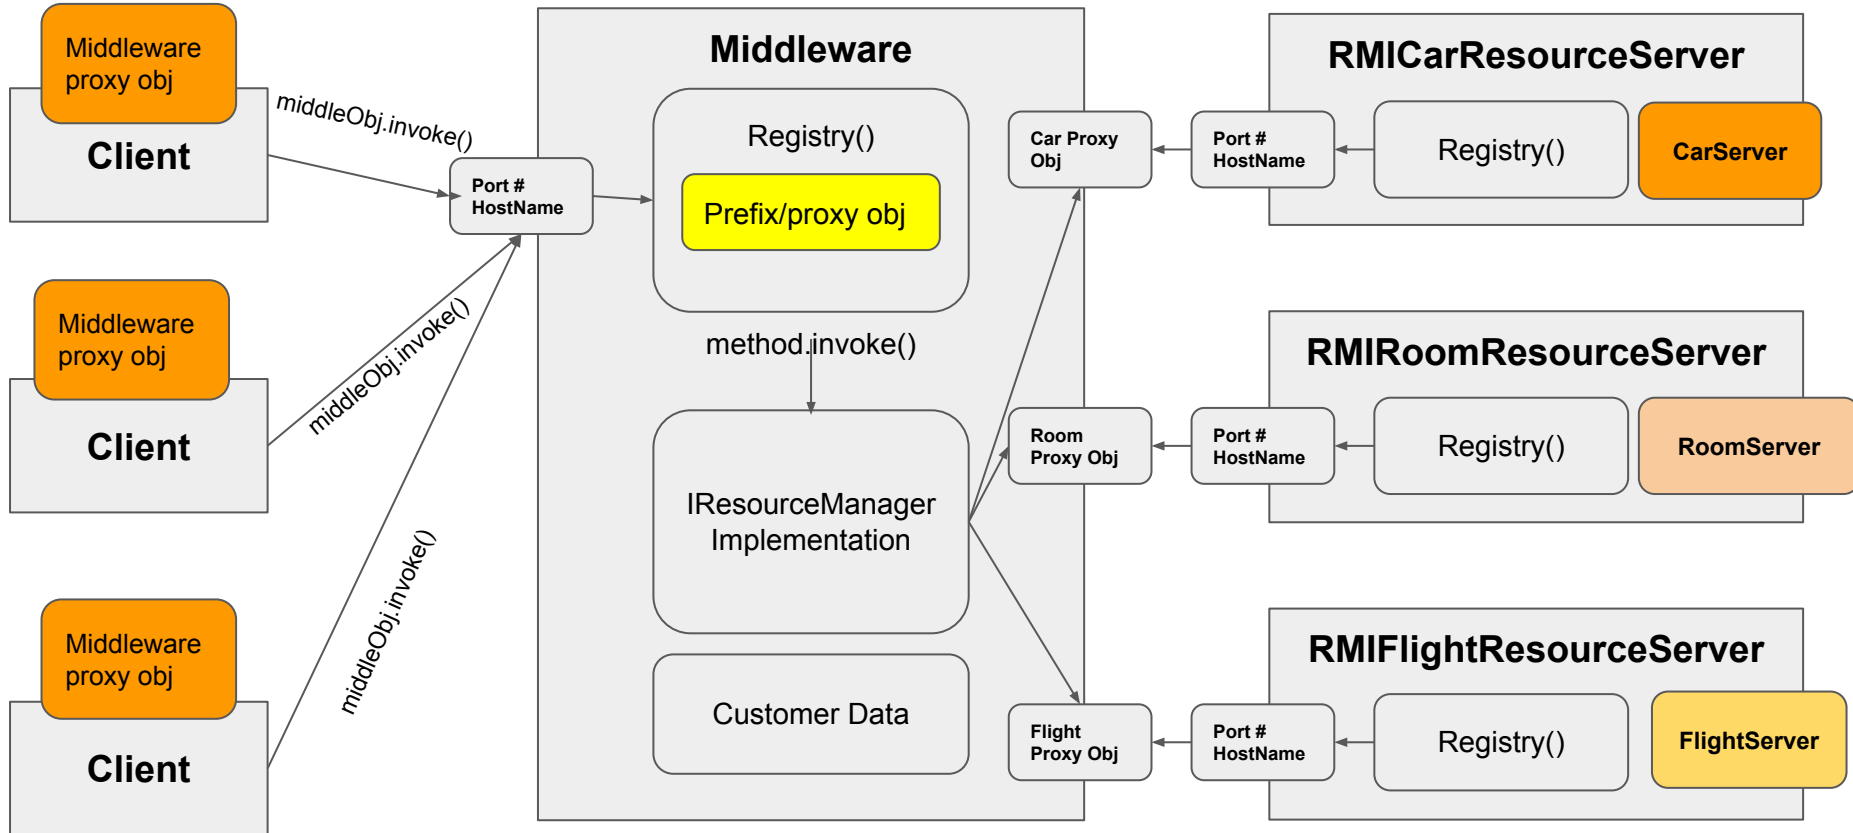 Middleware
proxy obj
Client
middleObj.invoke()
Middleware
proxy obj
Client
middleObj.invoke()
Middleware
proxy obj
Client
middleObj.invoke()
Port #
HostName
Middleware
Registry()
Prefix/proxy obj
method.invoke()
IResourceManager
Implementation
Customer Data
Car Proxy
Obj
Port #
HostName
RMICarResourceServer
Registry()
CarServer
Room
Proxy Obj
Port #
HostName
RMIRoomResourceServer
Registry()
RoomServer
Flight
Proxy Obj
Port #
HostName
RMIFlightResourceServer
Registry()
FlightServer